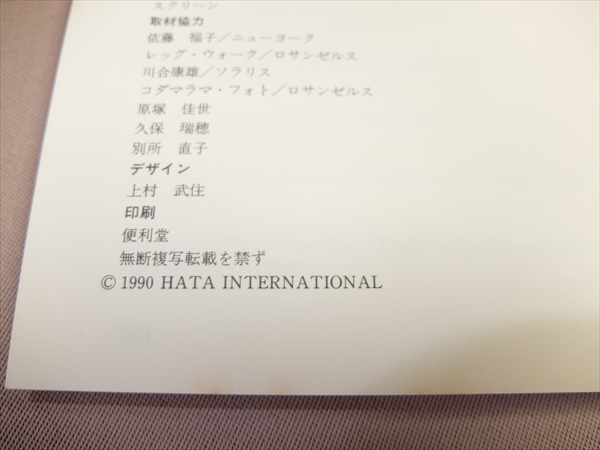 スクリーン
取材協力
依藤 福子／ニューヨーク
レッグ・ウォーク／ロサンゼルス
川合康雄／ソラリス
コダマラマ・フォト／ロサンゼルス
原塚 佳世
久保 瑞穂
別所 直子
デザイン
上村 武住
印刷
便利堂
無断複写転載を禁ず
© 1990 HATA INTERNATIONAL